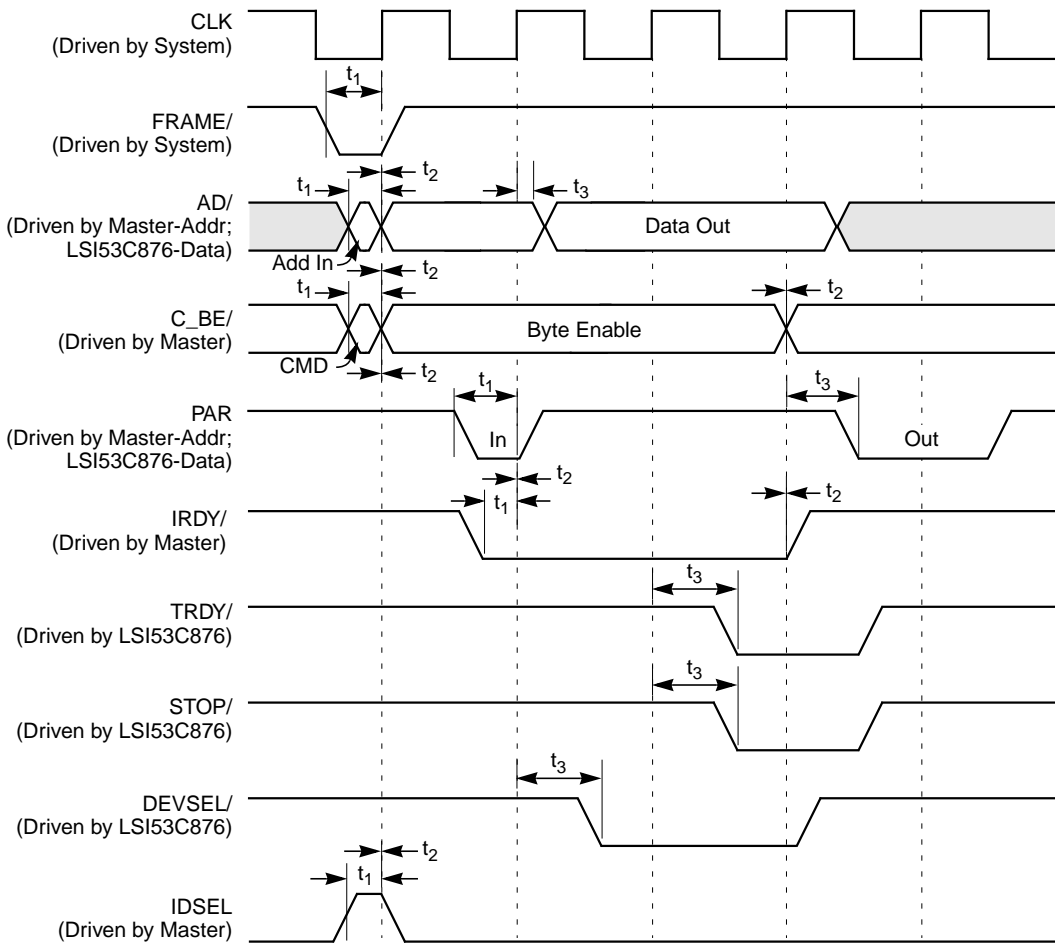 CLK
(Driven by System)
t1
FRAME/
(Driven by System)
t1
t2
t3
AD/
(Driven by Master-Addr;
LSI53C876-Data)
Data Out
Add In
t2
t1
t2
C_BE/
(Driven by Master)
Byte Enable
CMD
t2
t1
t3
PAR
(Driven by Master-Addr;
LSI53C876-Data)
In
Out
t2
t1
t2
IRDY/
(Driven by Master)
t3
TRDY/
(Driven by LSI53C876)
t3
STOP/
(Driven by LSI53C876)
t3
DEVSEL/
(Driven by LSI53C876)
t2
t1
IDSEL
(Driven by Master)